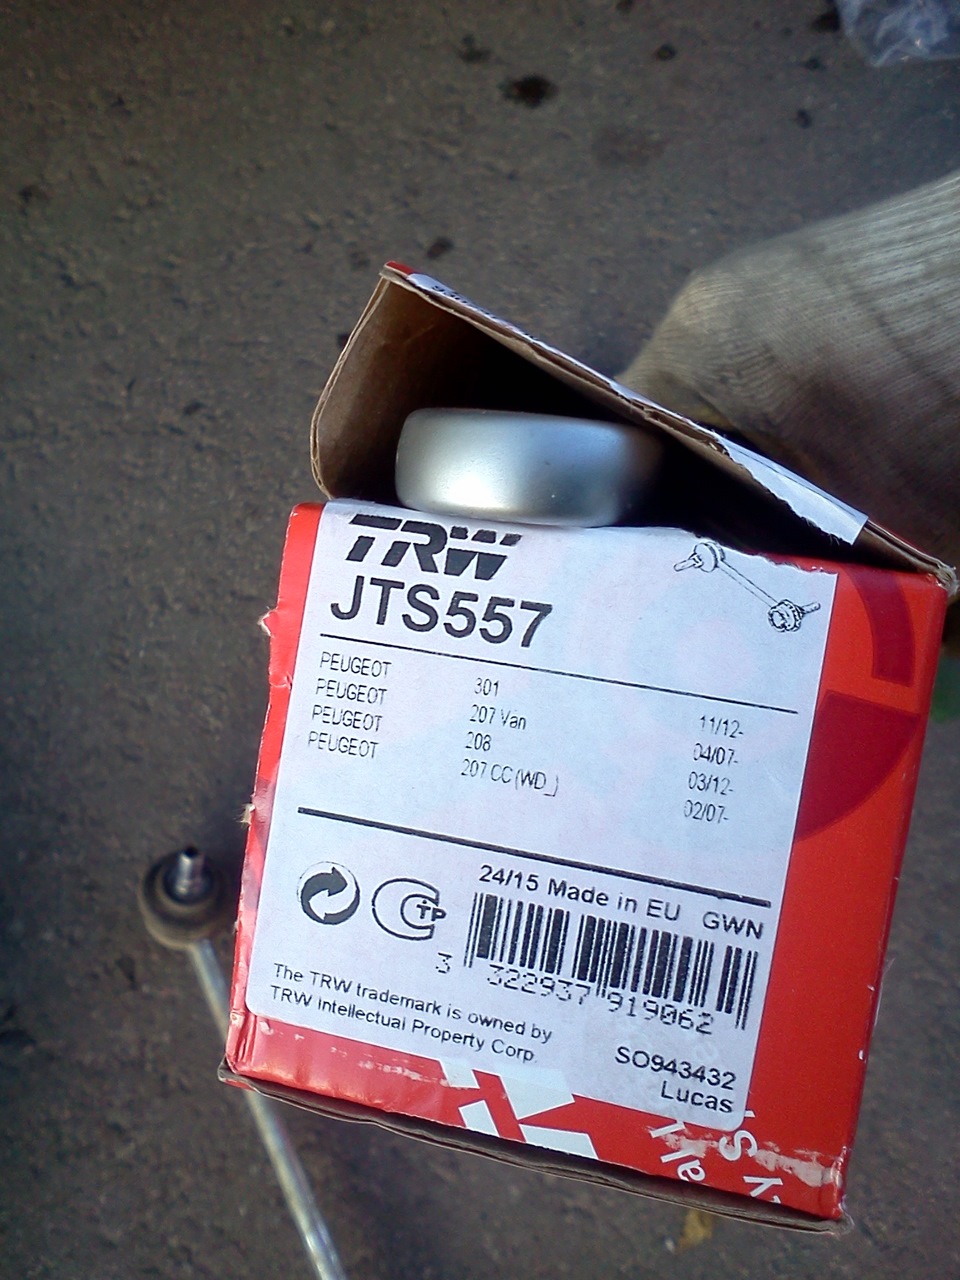 TRW
JTS557
PEUGEOT 301 11/12-
PEUGEOT 207 Van 04/07-
PEUGEOT 208 03/12-
PEUGEOT 207 CC (WD_) 02/07-
24/15 Made in EU GWN
3 322937 919062
The TRW trademark is owned by
TRW Intellectual Property Corp.
SO943432
Lucas